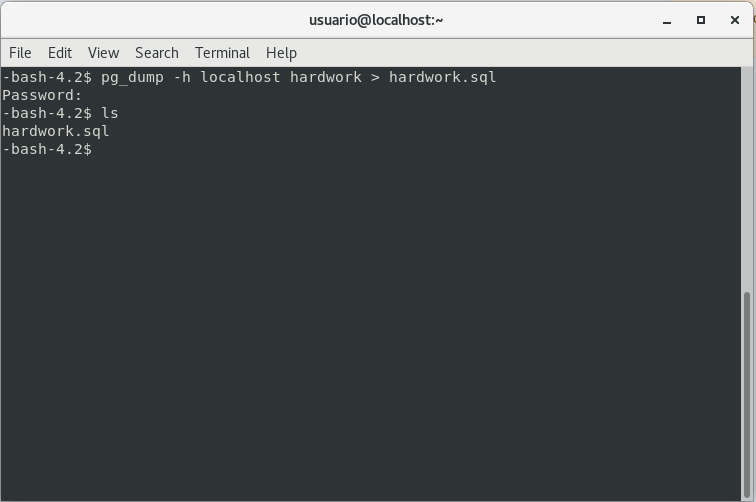 usuario@localhost:~
File Edit View Search Terminal Help
-bash-4.2$ pg_dump -h localhost hardwork > hardwork.sql
Password:
-bash-4.2$ ls
hardwork.sql
-bash-4.2$